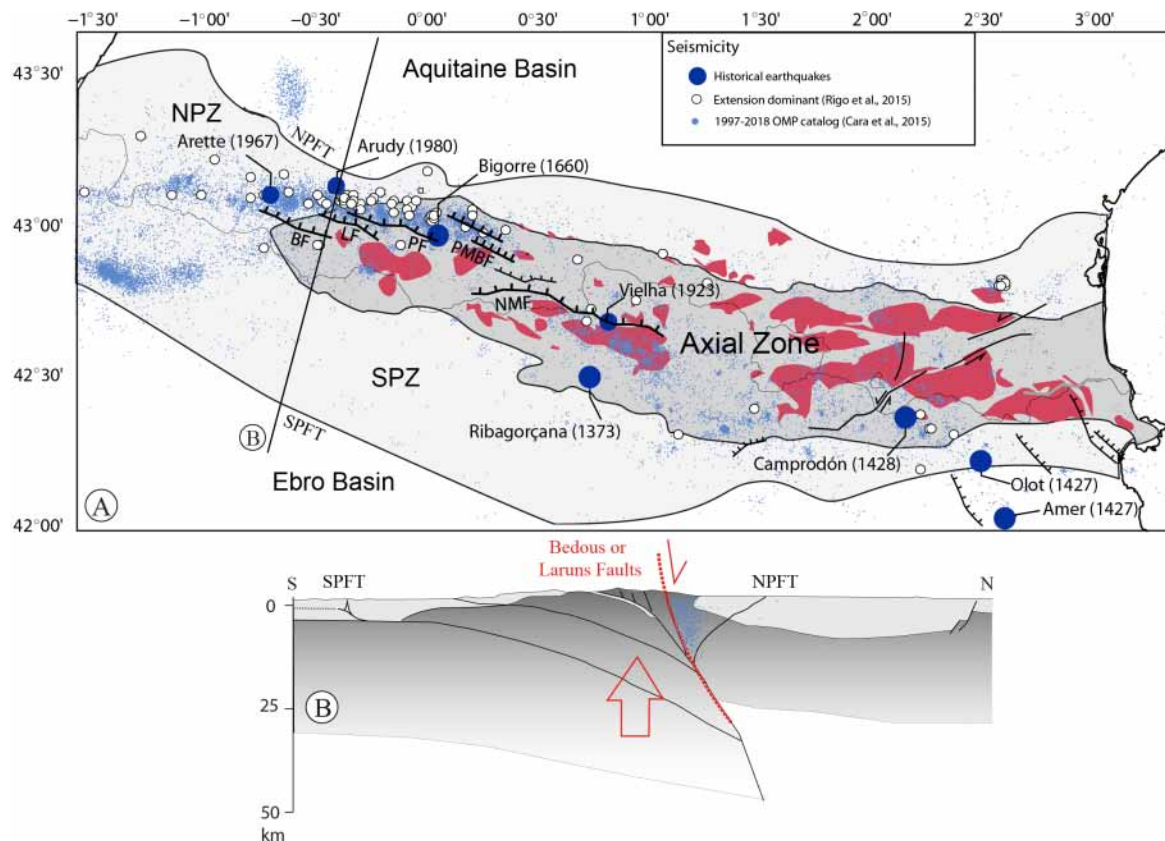 −1°30' −1°00' −0°30' 0°00' 0°30' 1°00' 1°30' 2°00' 2°30' 3°00'
43°30'
43°00'
42°30'
42°00'
Seismicity
Historical earthquakes
Extension dominant (Rigo et al., 2015)
1997-2018 OMP catalog (Cara et al., 2015)
Aquitaine Basin
NPZ
NPFT
Arette (1967)
Arudy (1980)
Bigorre (1660)
BF
LF
PF
PMBF
NMF
Vielha (1923)
Axial Zone
SPZ
Ribagorçana (1373)
B
SPFT
Camprodón (1428)
Olot (1427)
Ebro Basin
Amer (1427)
A
Bedous or
Laruns Faults
S
SPFT
NPFT
N
0
25
50
km
B